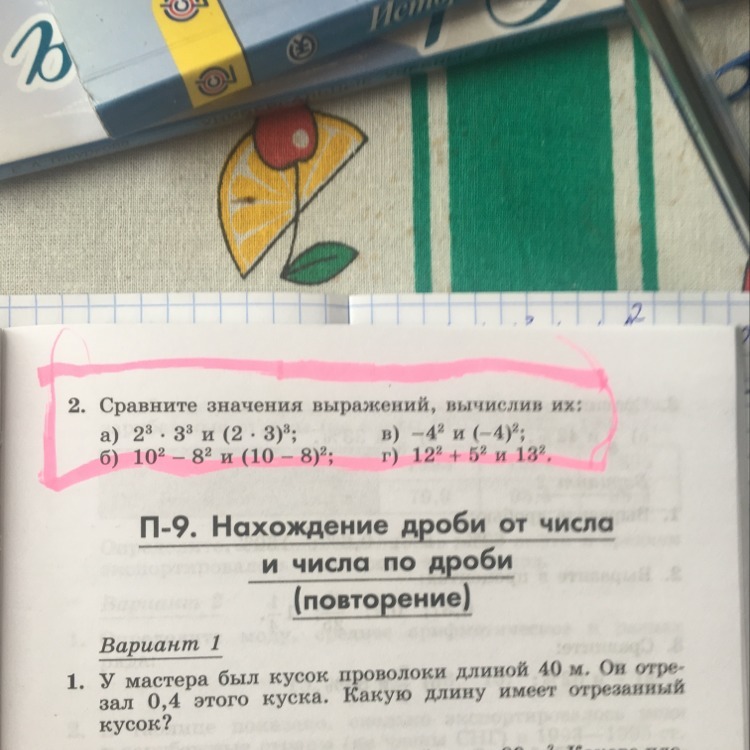 Исто
2
2. Сравните значения выражений, вычислив их:
а) 2³ · 3³ и (2 · 3)³; в) −4² и (−4)²;
б) 10² − 8² и (10 − 8)²; г) 12² + 5² и 13².
П-9. Нахождение дроби от числа
и числа по дроби
(повторение)
Вариант 1
1. У мастера был кусок проволоки длиной 40 м. Он отре-
зал 0,4 этого куска. Какую длину имеет отрезанный
кусок?